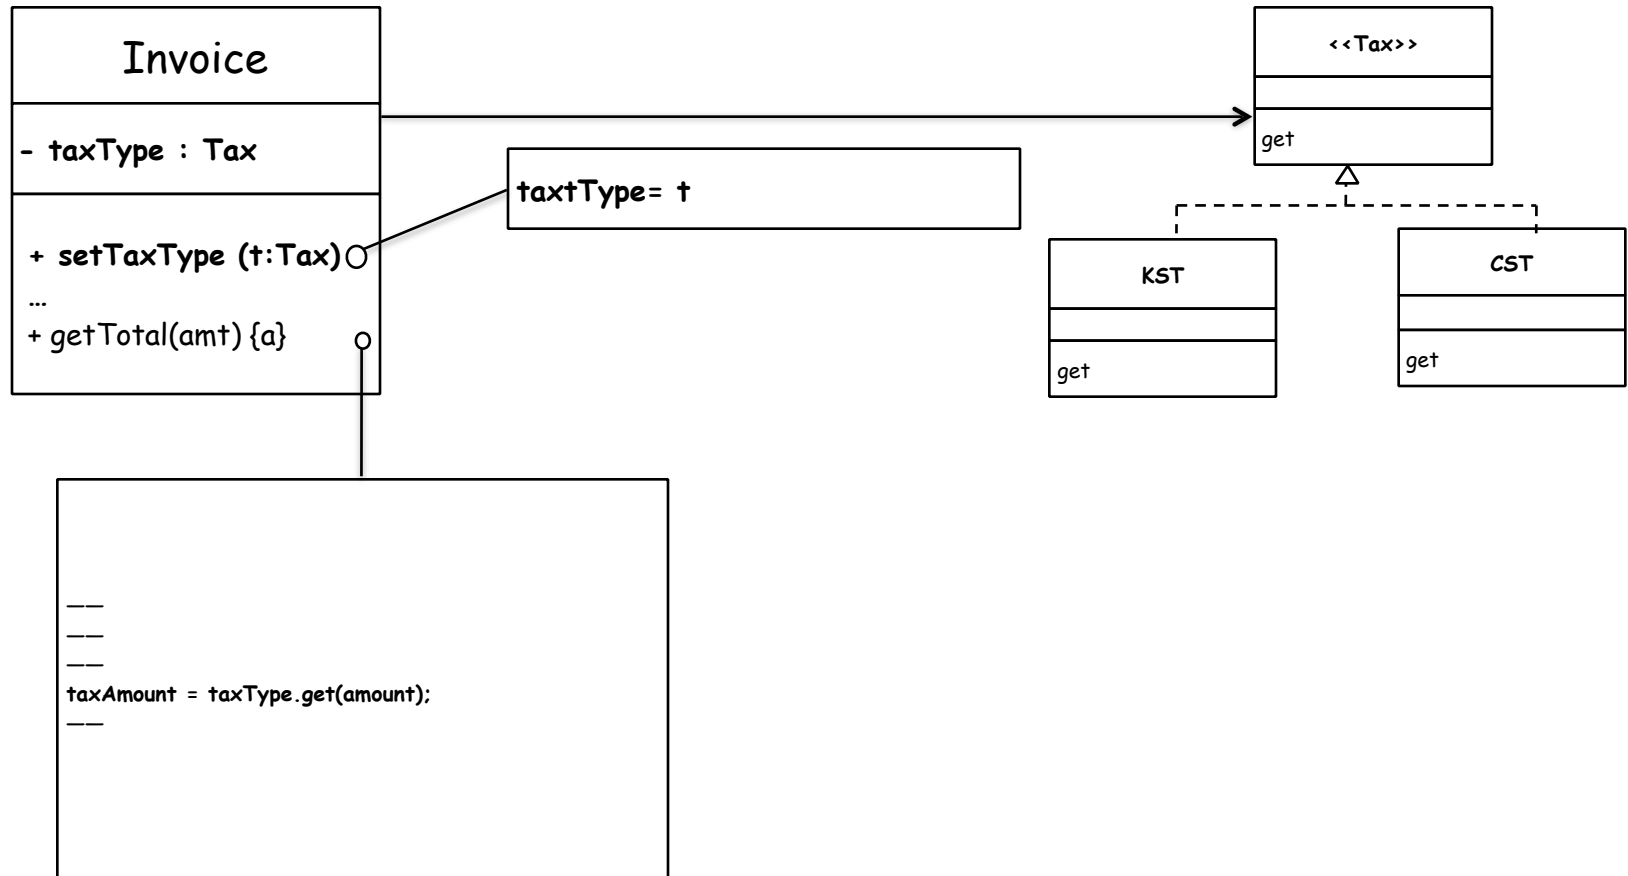 Invoice
- taxType : Tax
+ setTaxType (t:Tax)
…
+ getTotal(amt) {a}
taxtType= t
<<Tax>>
get
KST
get
CST
get
——
——
——
taxAmount = taxType.get(amount);
——